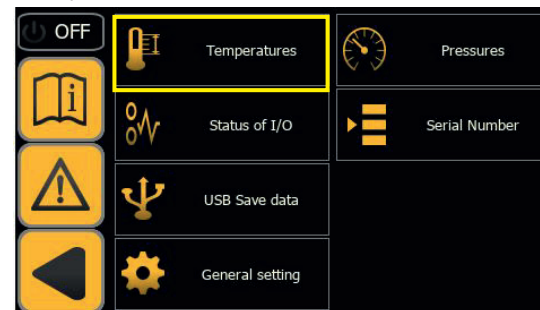 OFF
Temperatures
Pressures
i
Status of I/O
Serial Number
USB Save data
General setting